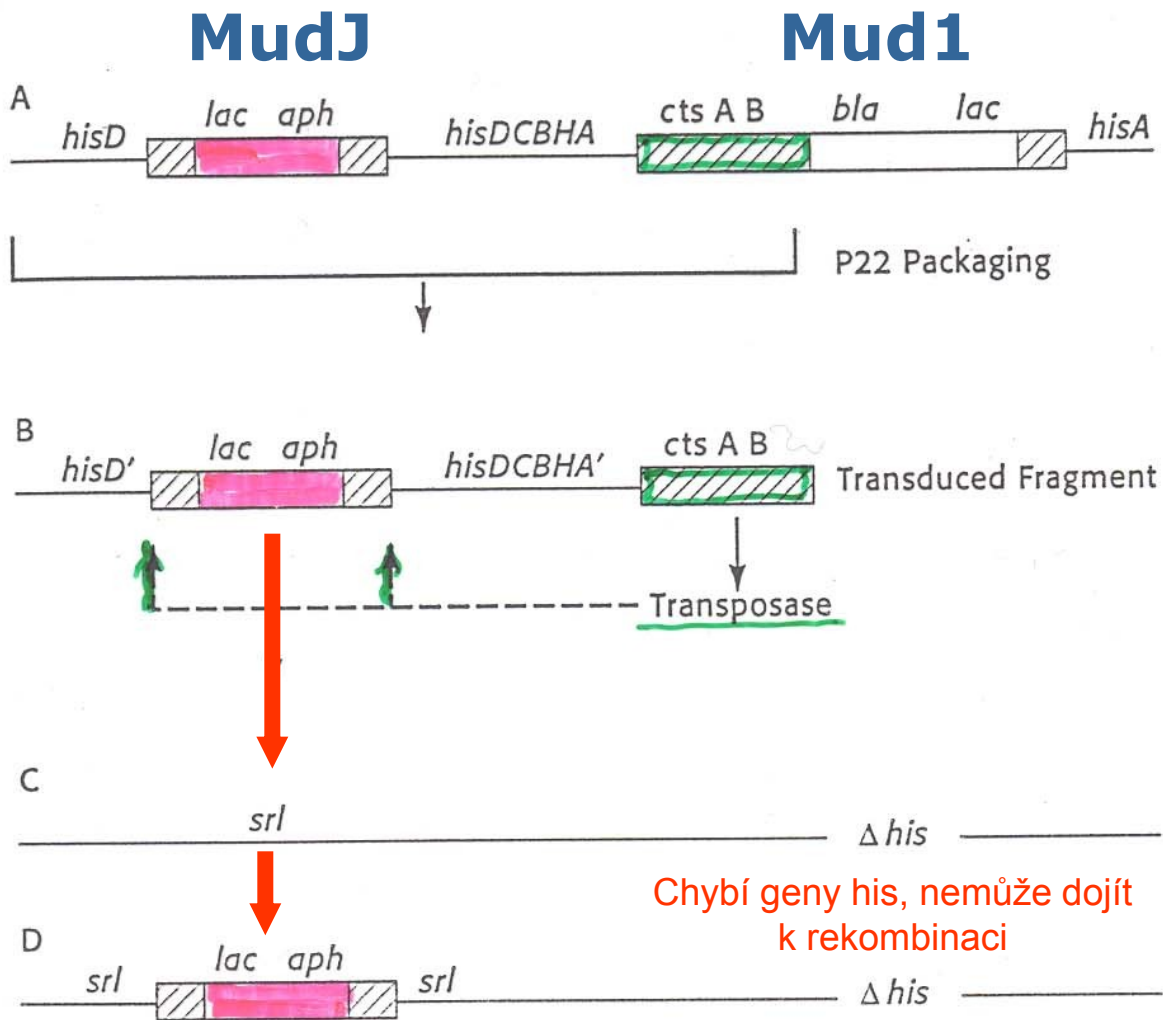 MudJ Mud1
A
hisD lac aph hisDCBHA cts A B bla lac hisA
P22 Packaging
B
hisD' lac aph hisDCBHA' cts A B Transduced Fragment
Transposase
C
srl Δ his
Chybí geny his, nemůže dojít
k rekombinaci
D
srl lac aph srl Δ his